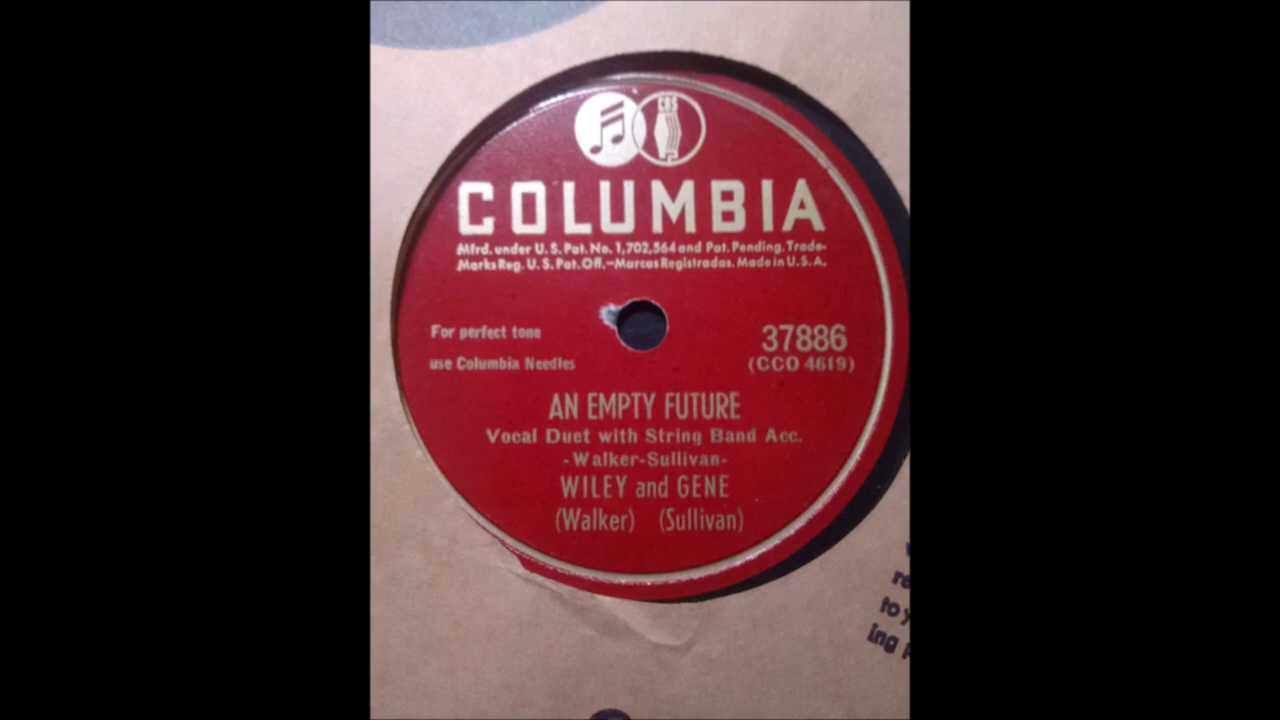 CBS
COLUMBIA
Mfrd. under U.S. Pat. No. 1,702,564 and Pat. Pending. Trade-
Marks Reg. U.S. Pat. Off.—Marcas Registradas. Made in U.S.A.
For perfect tone
use Columbia Needles
37886
(CCO 4619)
AN EMPTY FUTURE
Vocal Duet with String Band Acc.
-Walker-Sullivan-
WILEY and GENE
(Walker) (Sullivan)
to y
ing